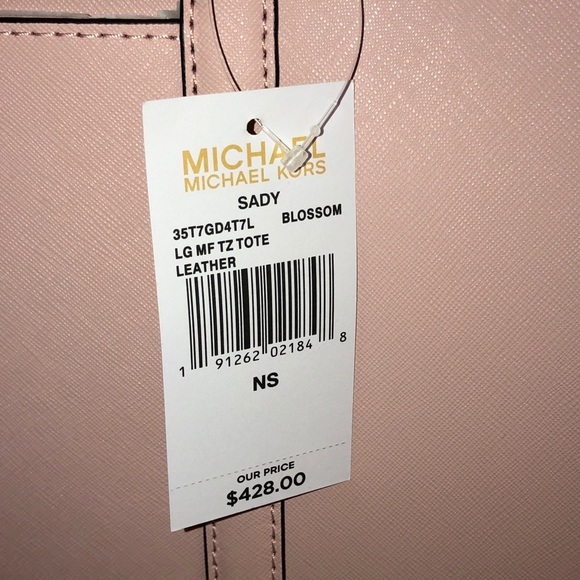 MICHAEL
MICHAEL KORS
SADY
35T7GD4T7L BLOSSOM
LG MF TZ TOTE
LEATHER
1 91262 02184 8
NS
OUR PRICE
$428.00